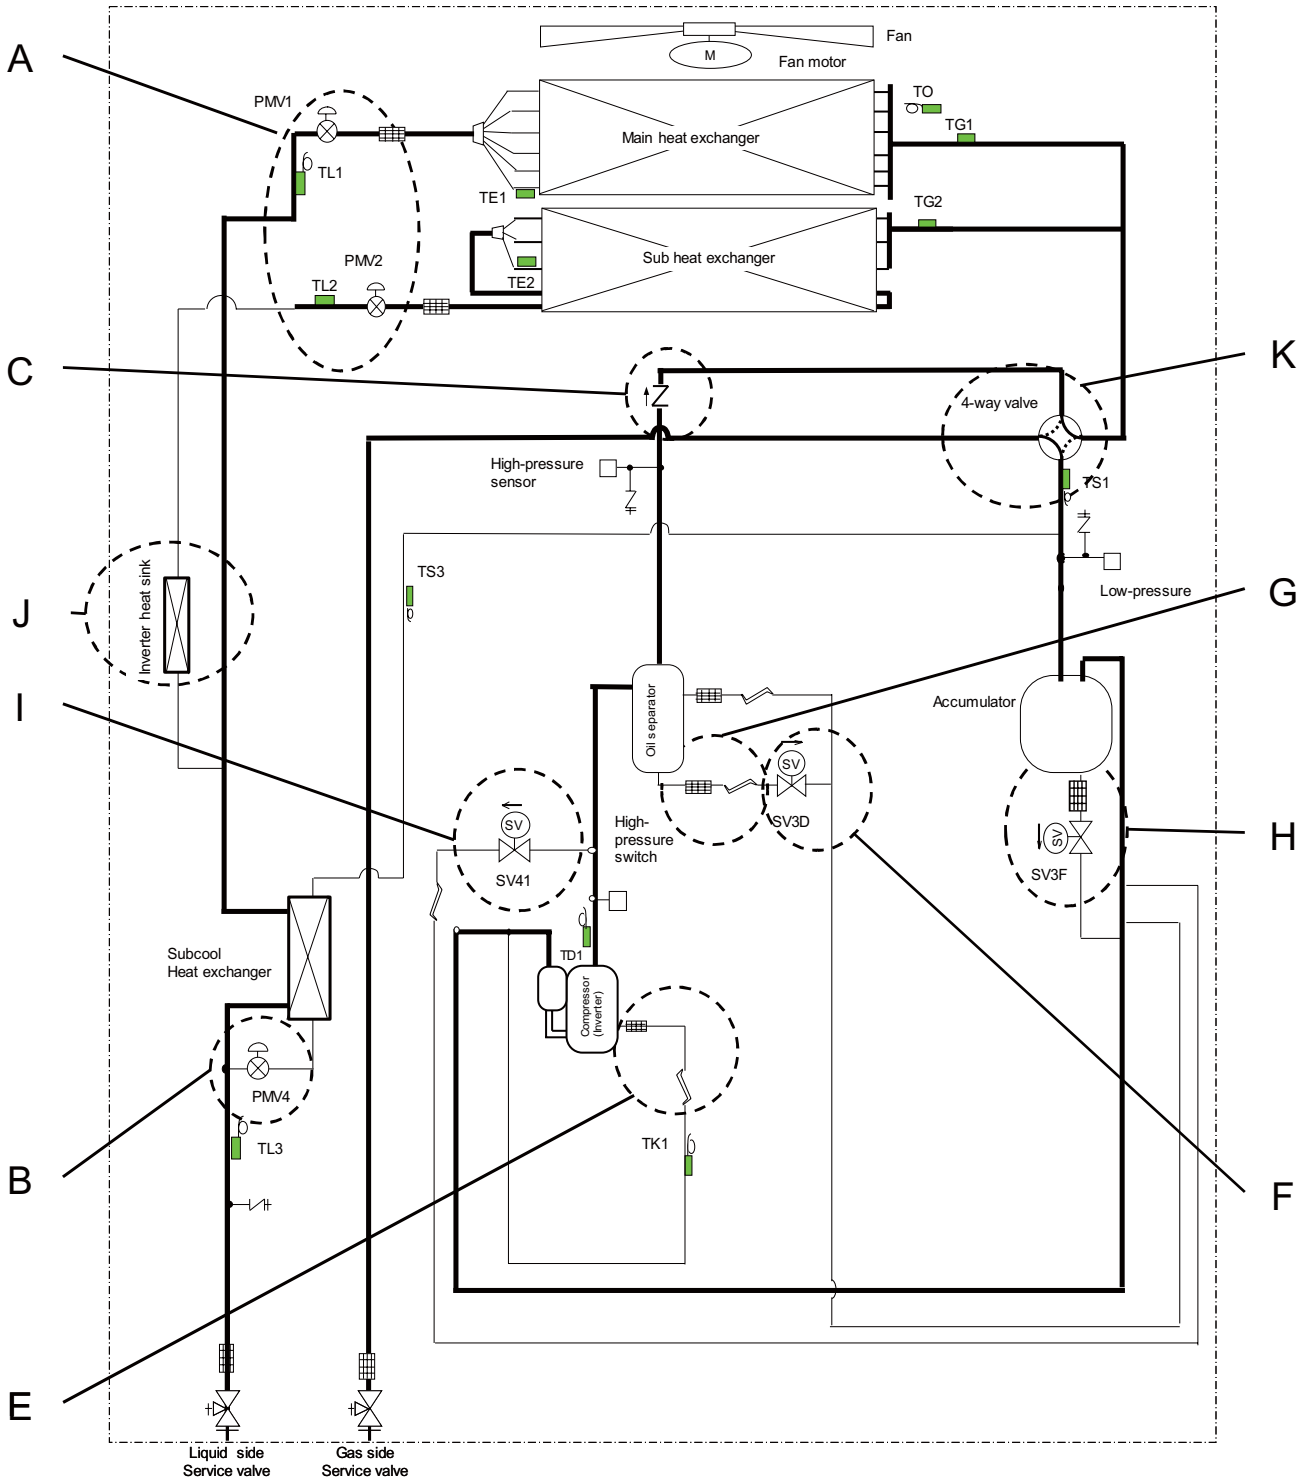 A
Fan
M
Fan motor
PMV1
TO
Main heat exchanger
TG1
TL1
TE1
TG2
Sub heat exchanger
PMV2
TL2
TE2
C
K
4-way valve
High-pressure
sensor
TS1
Inverter heat sink
TS3
Low-pressure
G
J
I
Oil separator
Accumulator
SV
SV3D
High-
pressure
switch
SV
SV41
SV
SV3F
H
Subcool
Heat exchanger
TD1
Compressor
(Inverter)
PMV4
TL3
TK1
B
F
E
Liquid side
Service valve
Gas side
Service valve